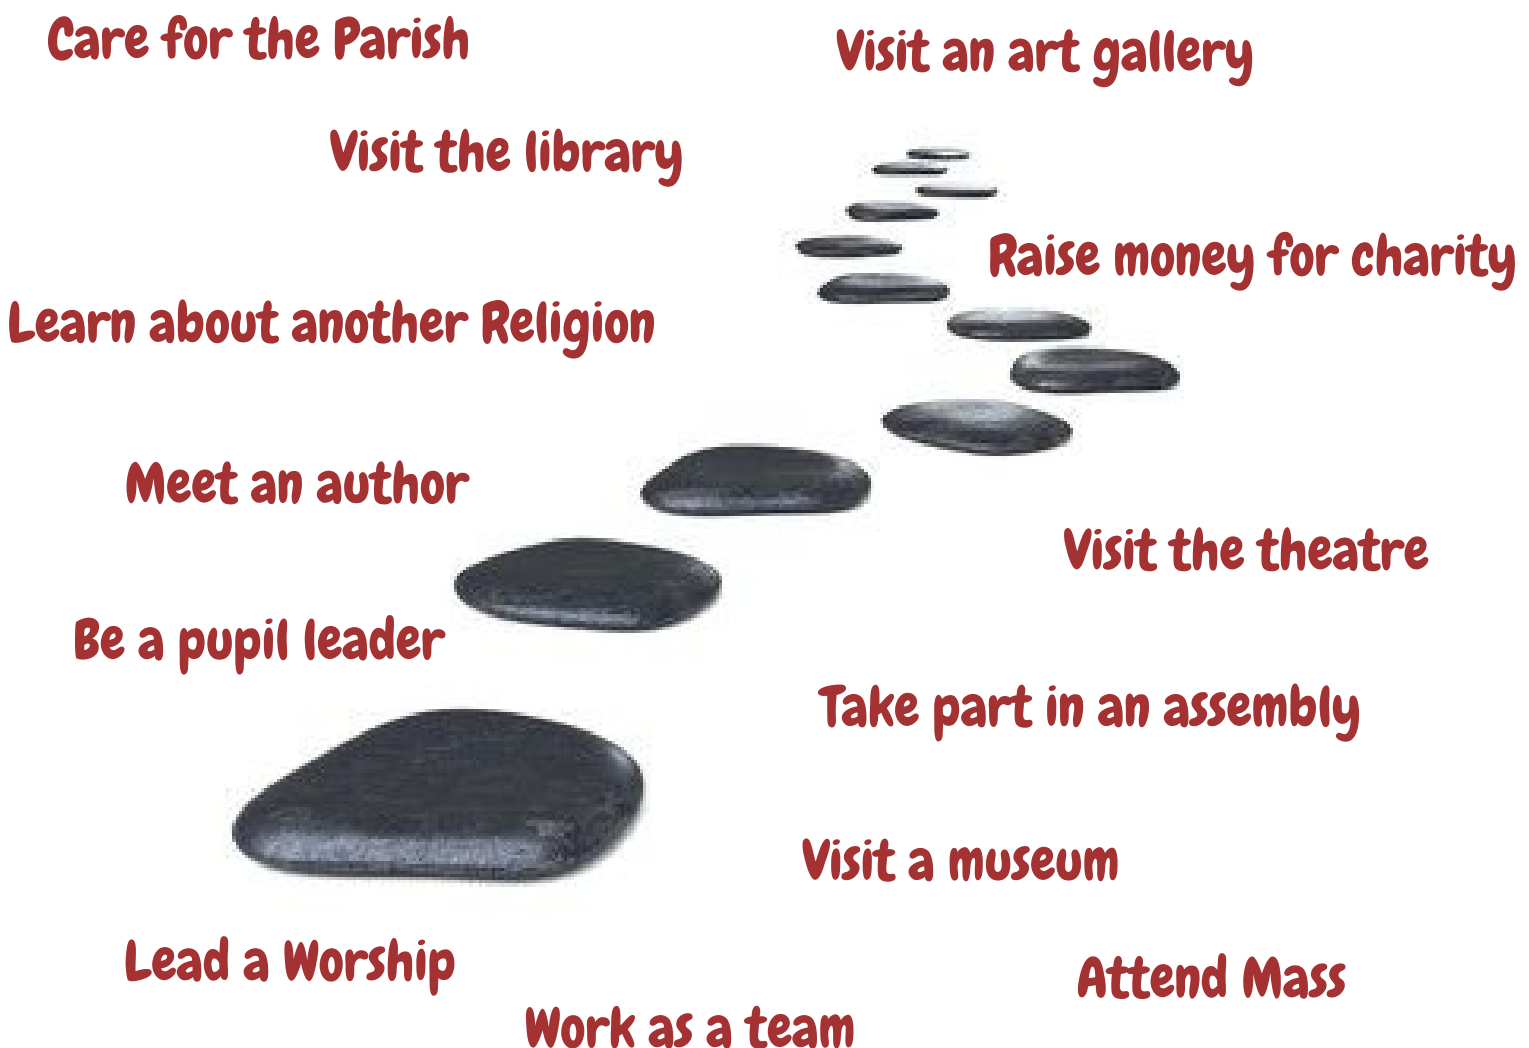 Care for the Parish
Visit an art gallery
Visit the library
Raise money for charity
Learn about another Religion
Meet an author
Visit the theatre
Be a pupil leader
Take part in an assembly
Visit a museum
Lead a Worship
Attend Mass
Work as a team